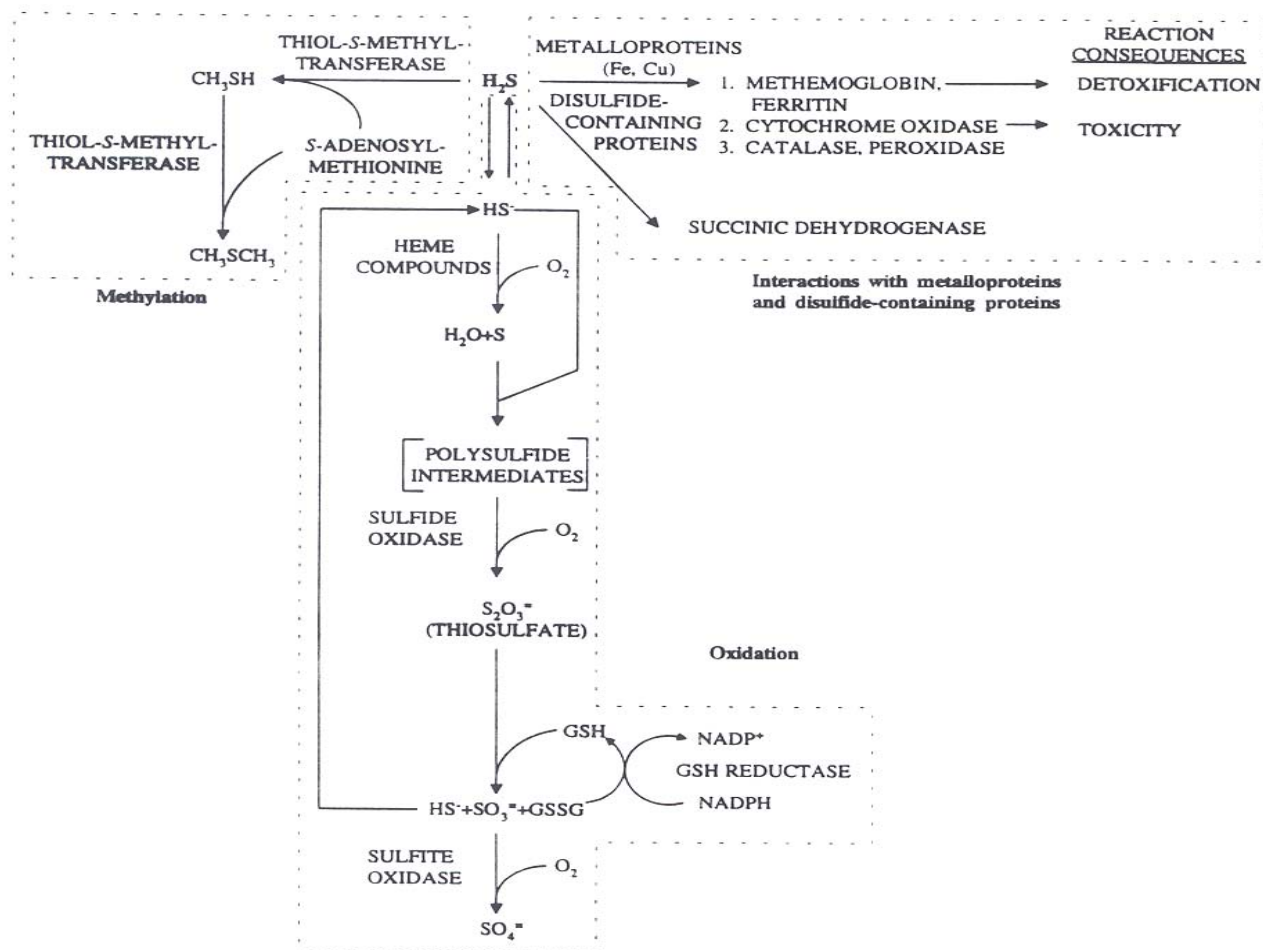 THIOL-S-METHYL-
TRANSFERASE
CH₃SH
H₂S
THIOL-S-METHYL-
TRANSFERASE
S-ADENOSYL-
METHIONINE
CH₃SCH₃
Methylation
METALLOPROTEINS
(Fe, Cu)
DISULFIDE-
CONTAINING
PROTEINS
1. METHEMOGLOBIN,
FERRITIN
2. CYTOCHROME OXIDASE
3. CATALASE, PEROXIDASE
REACTION
CONSEQUENCES
DETOXIFICATION
TOXICITY
SUCCINIC DEHYDROGENASE
Interactions with metalloproteins
and disulfide-containing proteins
HS⁻
HEME
COMPOUNDS
O₂
H₂O+S
POLYSULFIDE
INTERMEDIATES
SULFIDE
OXIDASE
O₂
S₂O₃⁼
(THIOSULFATE)
Oxidation
GSH
NADP⁺
GSH REDUCTASE
NADPH
HS⁻+SO₃⁼+GSSG
SULFITE
OXIDASE
O₂
SO₄⁼